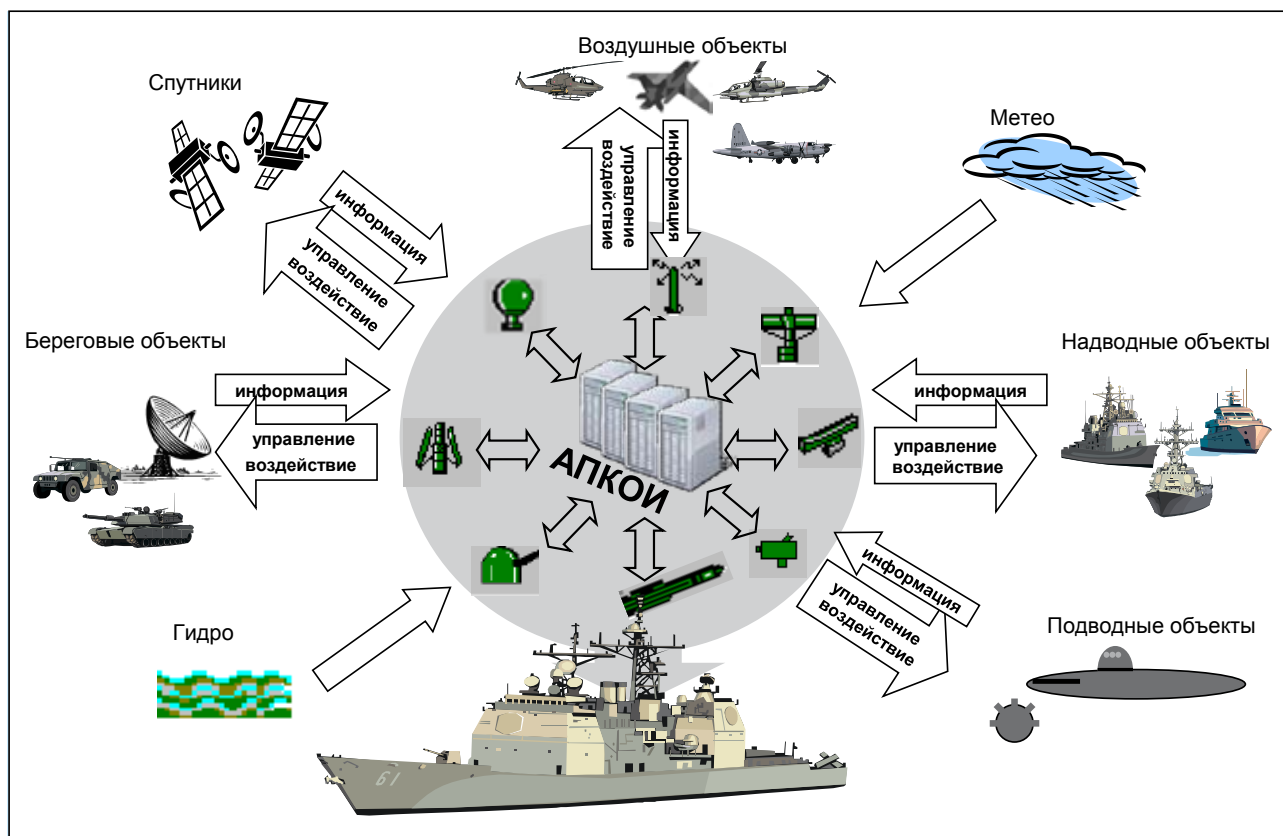 Воздушные объекты
Спутники
Метео
управление
воздействие
информация
информация
управление
воздействие
Береговые объекты
Надводные объекты
информация
управление
воздействие
информация
управление
воздействие
АПКОИ
информация
управление
воздействие
Гидро
Подводные объекты
61